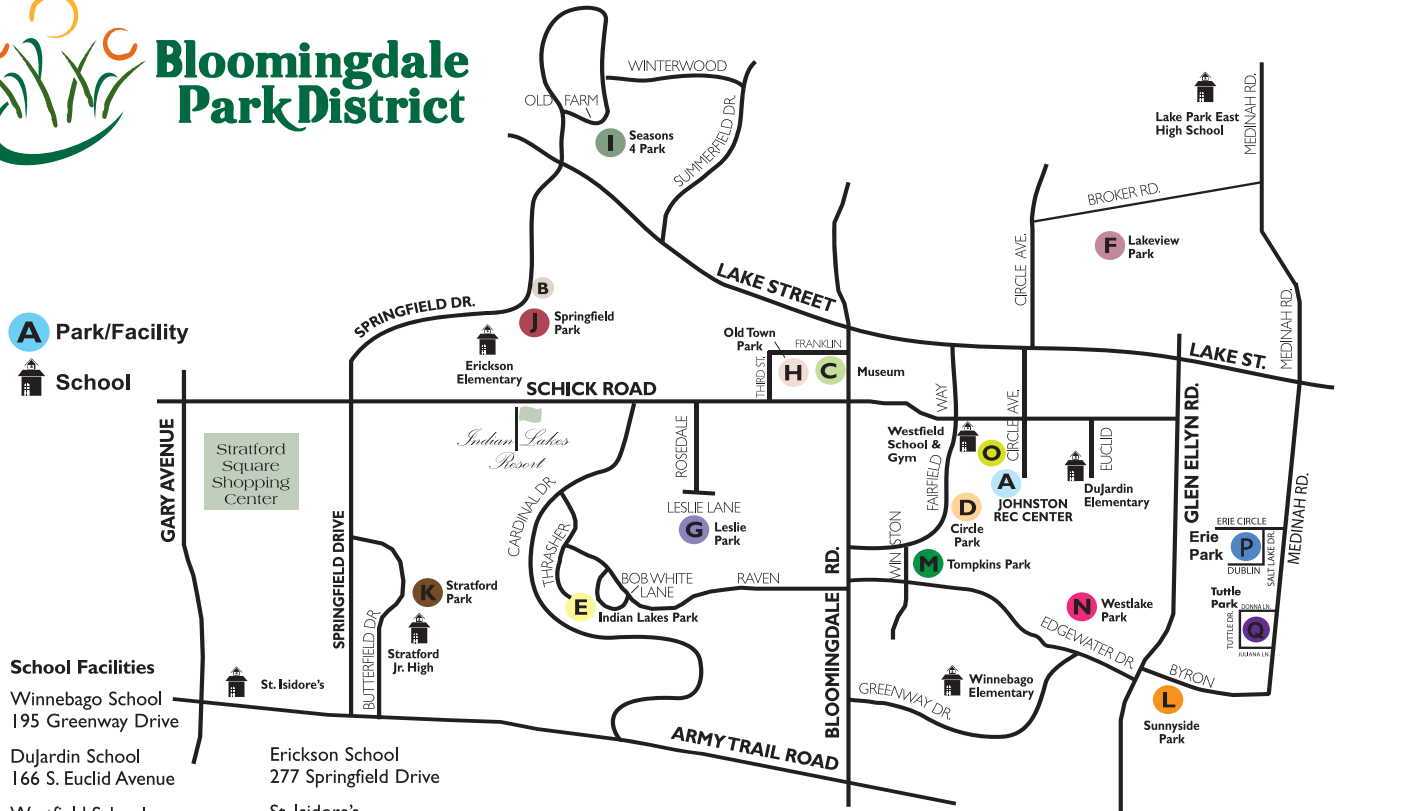 Bloomingdale
Park District
WINTERWOOD
OLD FARM
SUMMERFIELD DR.
I
Seasons
4 Park
Lake Park East
High School
MEDINAH RD.
BROKER RD.
F
Lakeview
Park
CIRCLE AVE.
MEDINAH RD.
LAKE STREET
B
SPRINGFIELD DR.
J
Springfield
Park
A
Park/Facility
School
Erickson
Elementary
Old Town
Park
FRANKLIN
THIRD ST.
H
C
Museum
LAKE ST.
SCHICK ROAD
GARY AVENUE
Stratford
Square
Shopping
Center
Indian Lakes
Resort
ROSEDALE
LESLIE LANE
G
Leslie
Park
FAIRFIELD WAY
Westfield
School &
Gym
O
CIRCLE AVE.
A
JOHNSTON
REC CENTER
EUCLID
DuJardin
Elementary
GLEN ELLYN RD.
D
Circle
Park
ERIE CIRCLE
Erie
Park
P
DUBLIN
SALT LAKE DR.
MEDINAH RD.
CARDINAL DR
THRASHER
SPRINGFIELD DRIVE
K
Stratford
Park
BOB WHITE
LANE
RAVEN
E
Indian Lakes Park
WINSTON
M
Tompkins Park
N
Westlake
Park
Tuttle
Park
DONNA LN.
TUTTLE DR.
Q
JULIANA LN.
EDGEWATER DR.
BYRON
BUTTERFIELD DR.
Stratford
Jr. High
St. Isidore's
BLOOMINGDALE RD.
GREENWAY DR.
Winnebago
Elementary
L
Sunnyside
Park
ARMY TRAIL ROAD
School Facilities
Winnebago School
195 Greenway Drive
DuJardin School
166 S. Euclid Avenue
Westfield School
Erickson School
277 Springfield Drive
St. Isidore's